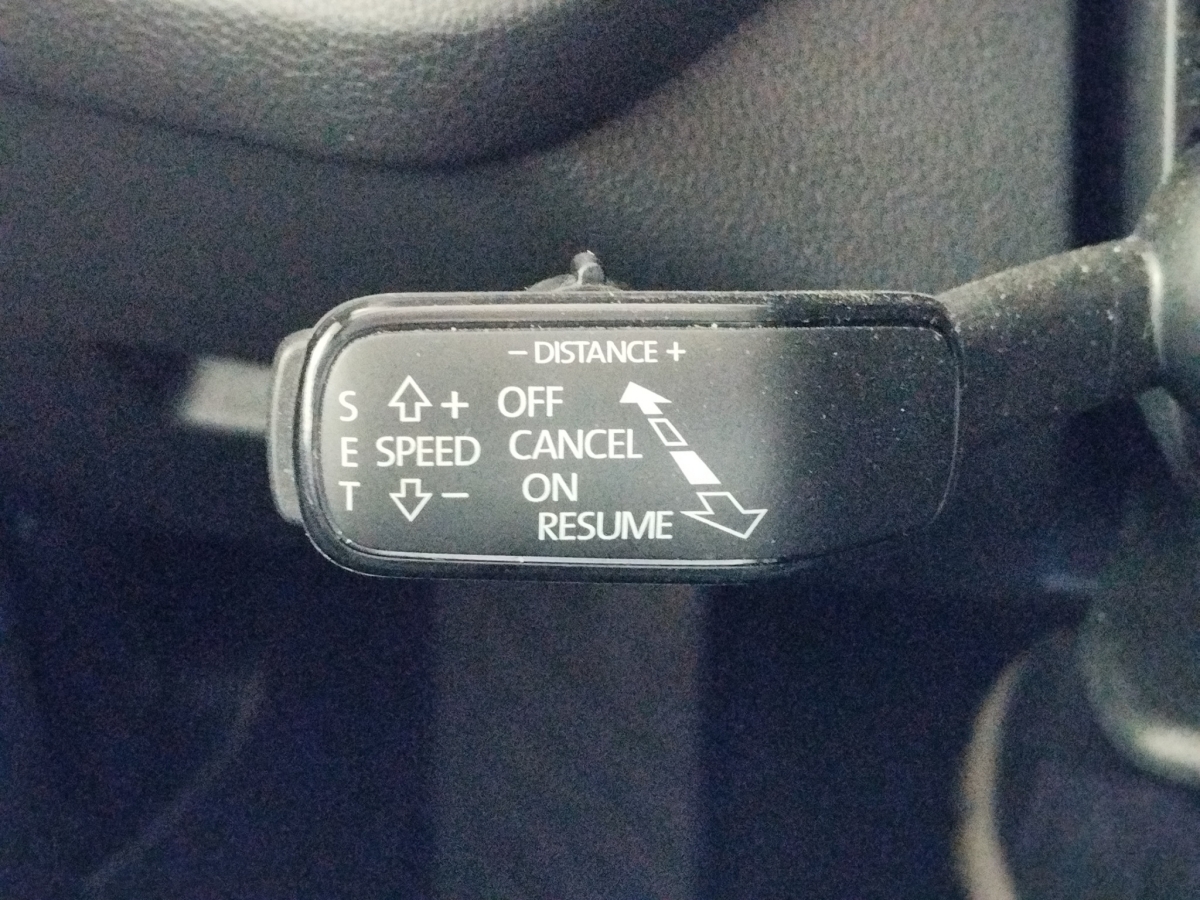 – DISTANCE +
S + OFF
E SPEED CANCEL
T – ON
RESUME